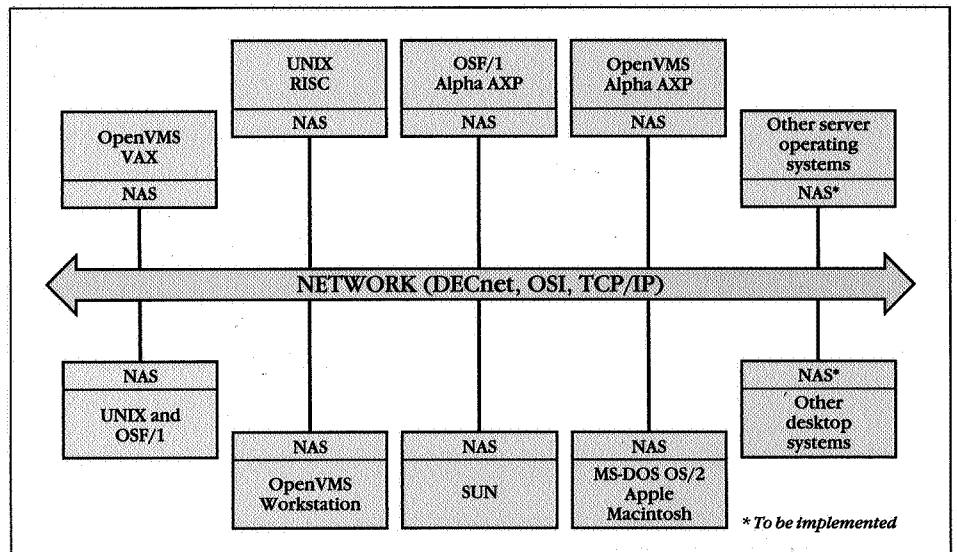 UNIX
RISC
NAS
OSF/1
Alpha AXP
NAS
OpenVMS
Alpha AXP
NAS
OpenVMS
VAX
NAS
Other server
operating
systems
NAS*
NETWORK (DECnet, OSI, TCP/IP)
NAS
UNIX and
OSF/1
NAS*
Other
desktop
systems
NAS
OpenVMS
Workstation
NAS
SUN
NAS
MS-DOS OS/2
Apple
Macintosh
* To be implemented